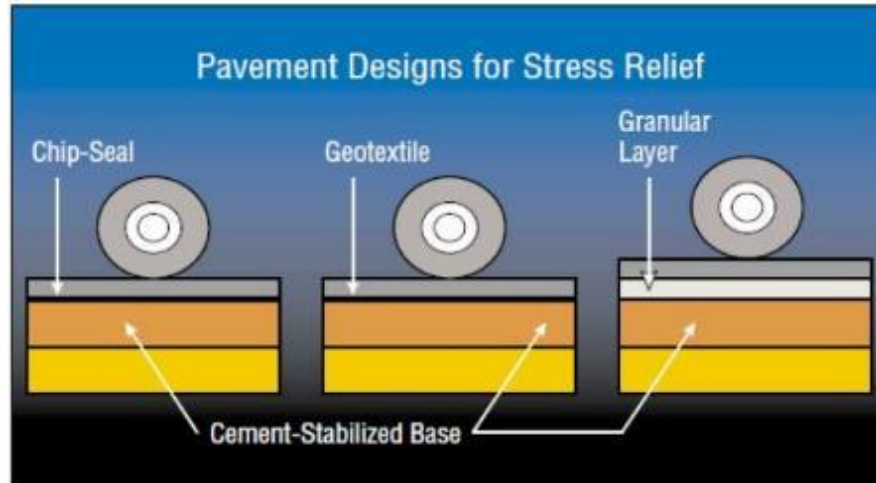 Pavement Designs for Stress Relief
Chip-Seal
Geotextile
Granular
Layer
Cement-Stabilized Base